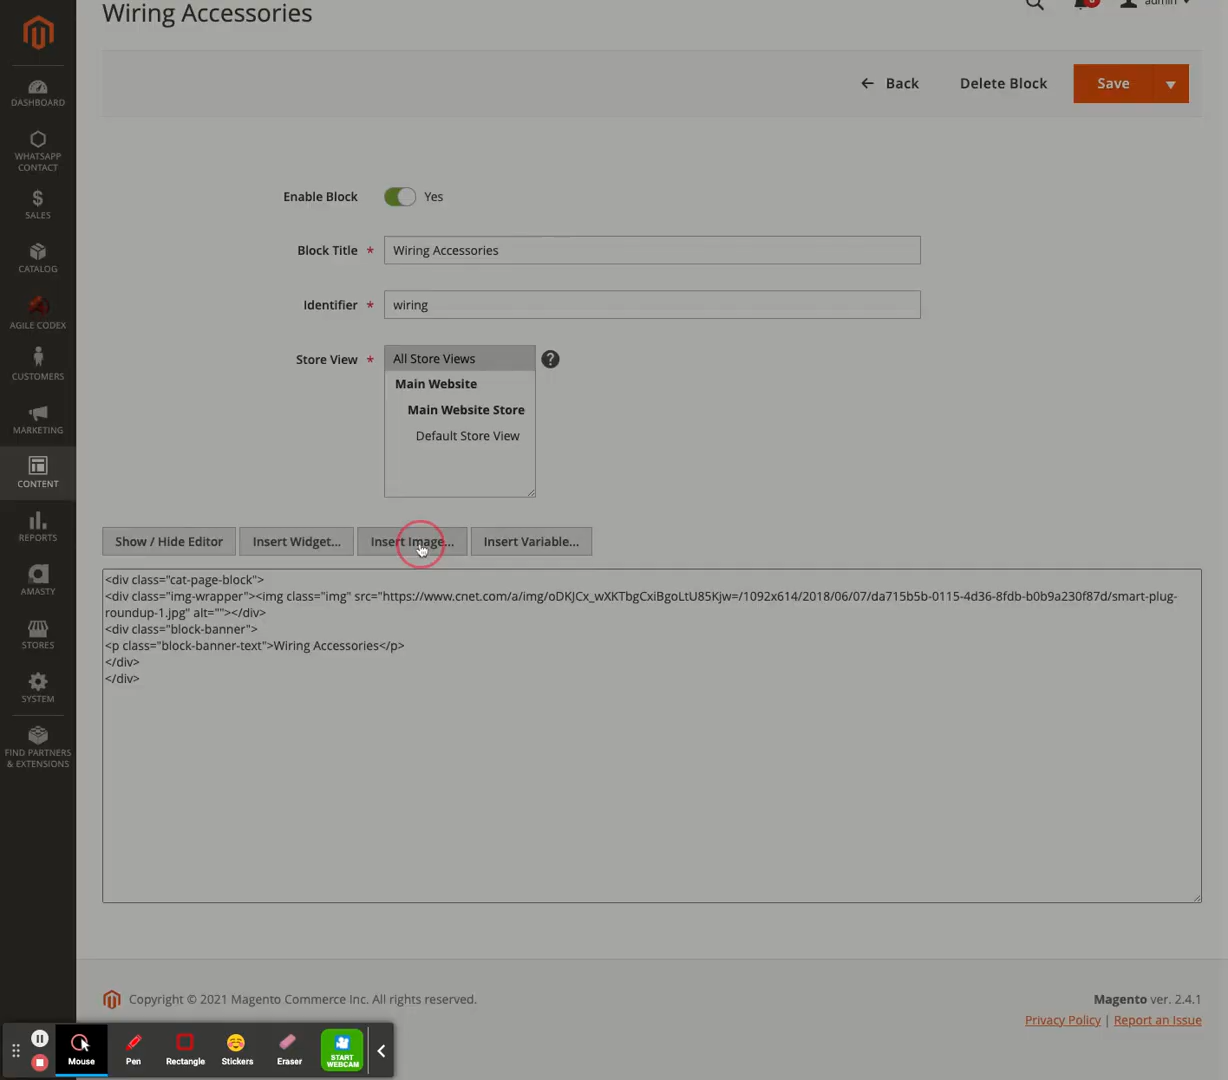 Wiring Accessories
admin
Back
Delete Block
Save
DASHBOARD
WHATSAPP
CONTACT
SALES
CATALOG
AGILE CODEX
CUSTOMERS
MARKETING
CONTENT
REPORTS
AMASTY
STORES
SYSTEM
FIND PARTNERS
& EXTENSIONS
Enable Block
Yes
Block Title *
Wiring Accessories
Identifier *
wiring
Store View *
All Store Views
?
Main Website
Main Website Store
Default Store View
Show / Hide Editor
Insert Widget...
Insert Image...
Insert Variable...
<div class="cat-page-block">
<div class="img-wrapper"><img class="img" src="https://www.cnet.com/a/img/oDKJCx_wXKTbgCxiBgoLtU85Kjw=/1092x614/2018/06/07/da715b5b-0115-4d36-8fdb-b0b9a230f87d/smart-plug-
roundup-1.jpg" alt=""></div>
<div class="block-banner">
<p class="block-banner-text">Wiring Accessories</p>
</div>
</div>
Copyright © 2021 Magento Commerce Inc. All rights reserved.
Magento ver. 2.4.1
Privacy Policy | Report an Issue
Mouse
Pen
Rectangle
Stickers
Eraser
START
WEBCAM